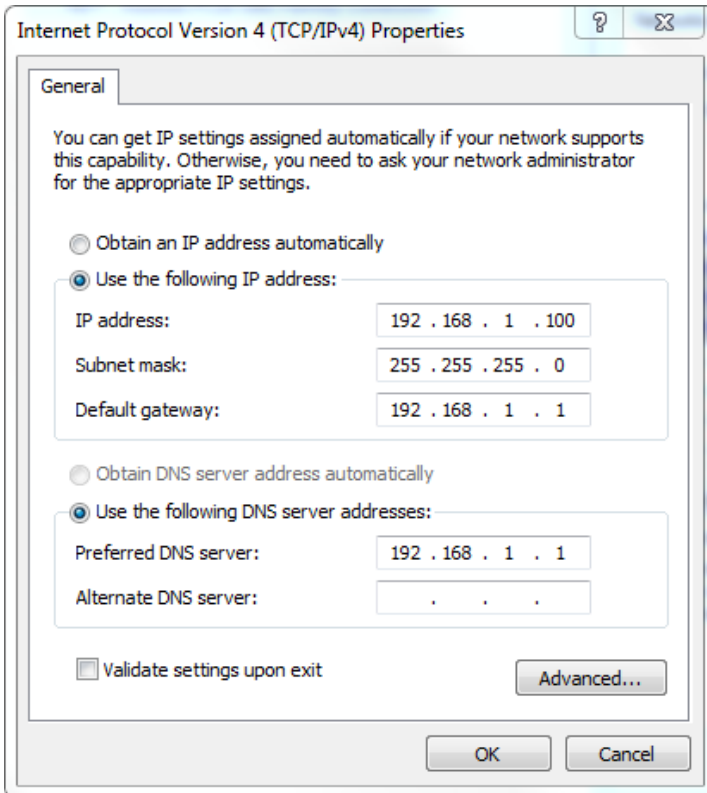 Internet Protocol Version 4 (TCP/IPv4) Properties
?
General
You can get IP settings assigned automatically if your network supports
this capability. Otherwise, you need to ask your network administrator
for the appropriate IP settings.
Obtain an IP address automatically
Use the following IP address:
IP address: 192 . 168 . 1 . 100
Subnet mask: 255 . 255 . 255 . 0
Default gateway: 192 . 168 . 1 . 1
Obtain DNS server address automatically
Use the following DNS server addresses:
Preferred DNS server: 192 . 168 . 1 . 1
Alternate DNS server: . . .
Validate settings upon exit
Advanced...
OK Cancel